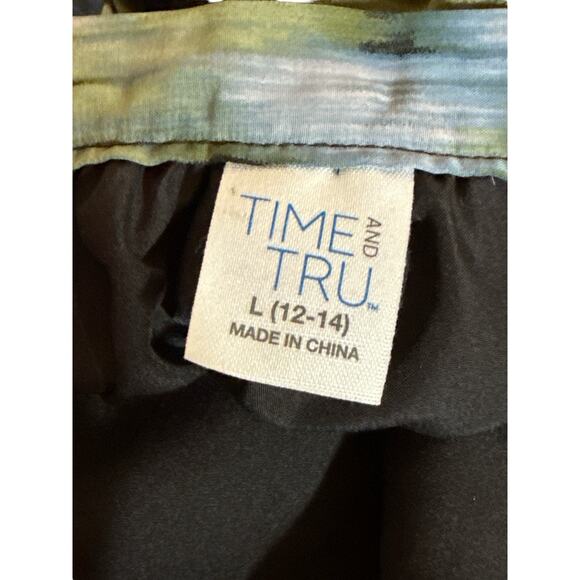 TIME AND
TRU™
L (12-14)
MADE IN CHINA